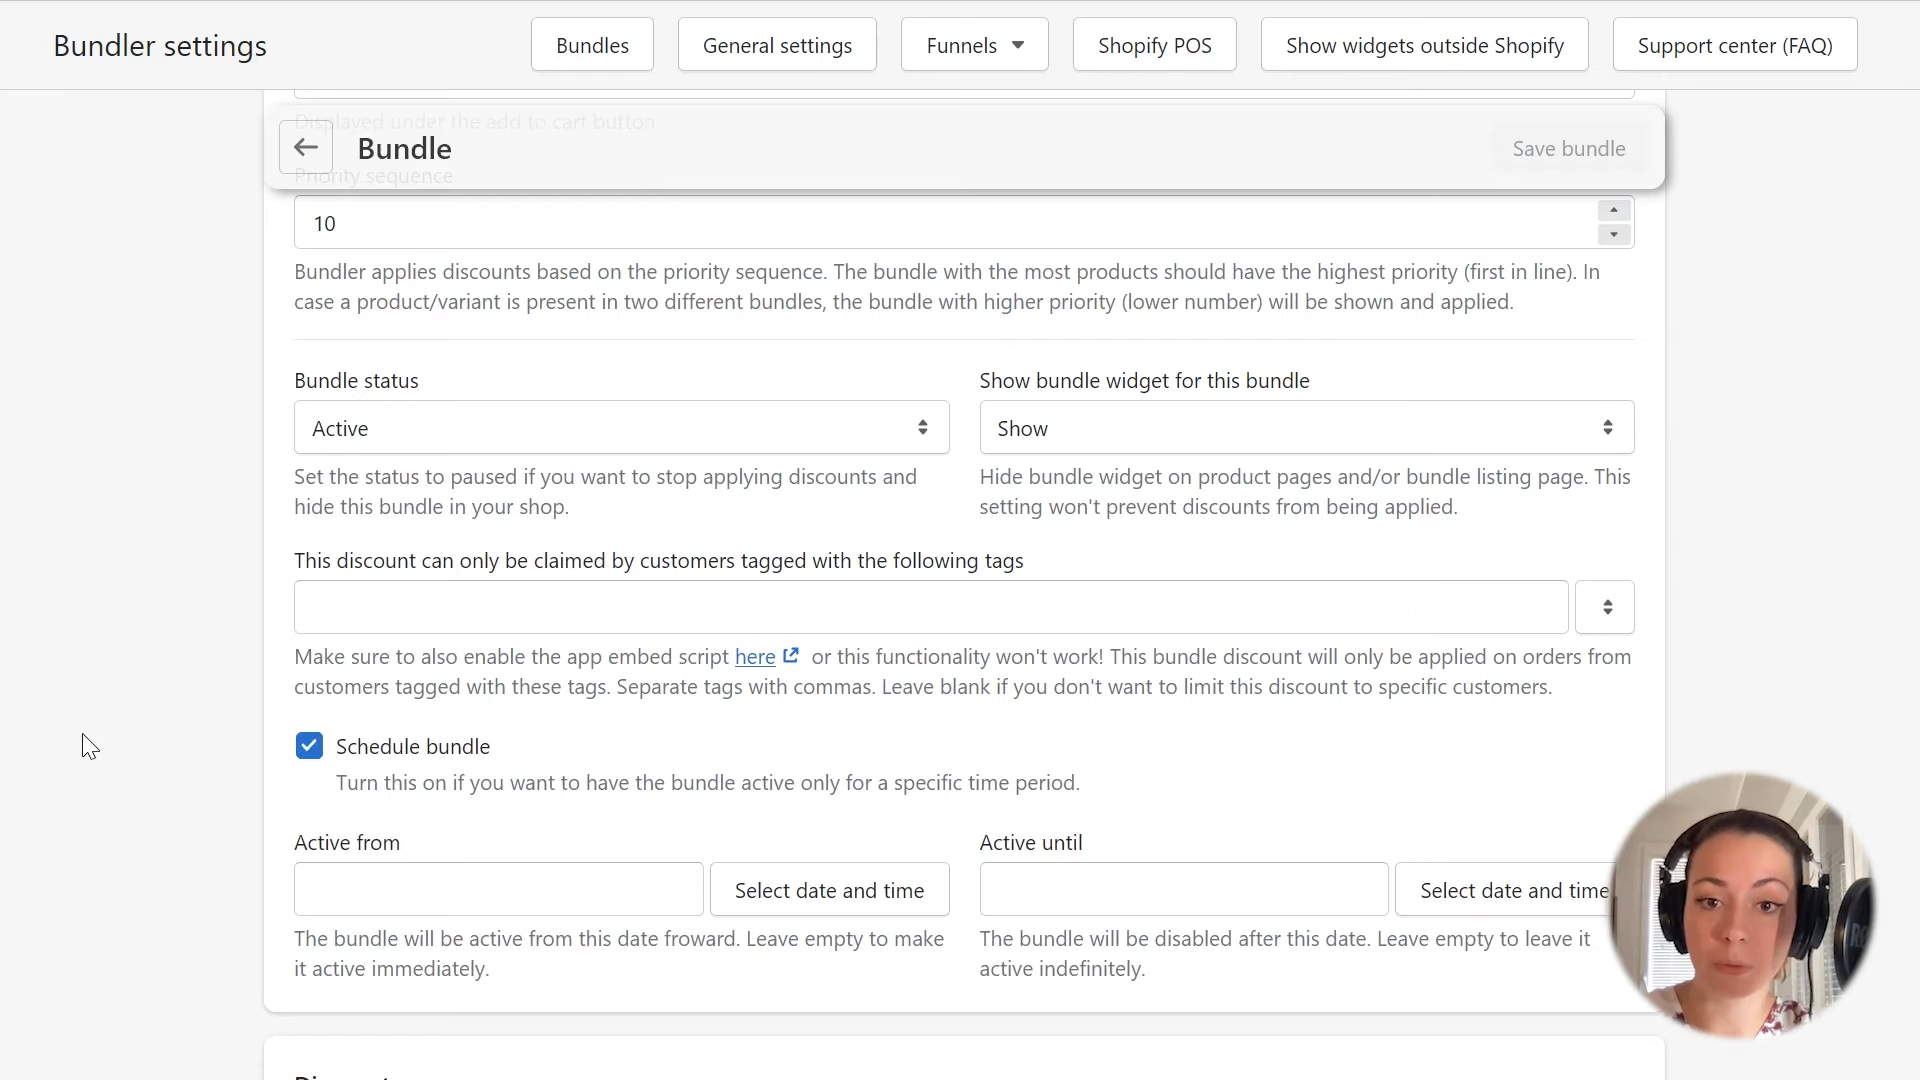 Bundler settings
Bundles
General settings
Funnels
Shopify POS
Show widgets outside Shopify
Support center (FAQ)
Displayed under the add to cart button
Bundle
Save bundle
Priority sequence
10
Bundler applies discounts based on the priority sequence. The bundle with the most products should have the highest priority (first in line). In
case a product/variant is present in two different bundles, the bundle with higher priority (lower number) will be shown and applied.
Bundle status
Show bundle widget for this bundle
Active
Show
Set the status to paused if you want to stop applying discounts and
hide this bundle in your shop.
Hide bundle widget on product pages and/or bundle listing page. This
setting won't prevent discounts from being applied.
This discount can only be claimed by customers tagged with the following tags
Make sure to also enable the app embed script here or this functionality won't work! This bundle discount will only be applied on orders from
customers tagged with these tags. Separate tags with commas. Leave blank if you don't want to limit this discount to specific customers.
Schedule bundle
Turn this on if you want to have the bundle active only for a specific time period.
Active from
Active until
Select date and time
Select date and time
The bundle will be active from this date froward. Leave empty to make
it active immediately.
The bundle will be disabled after this date. Leave empty to leave it
active indefinitely.